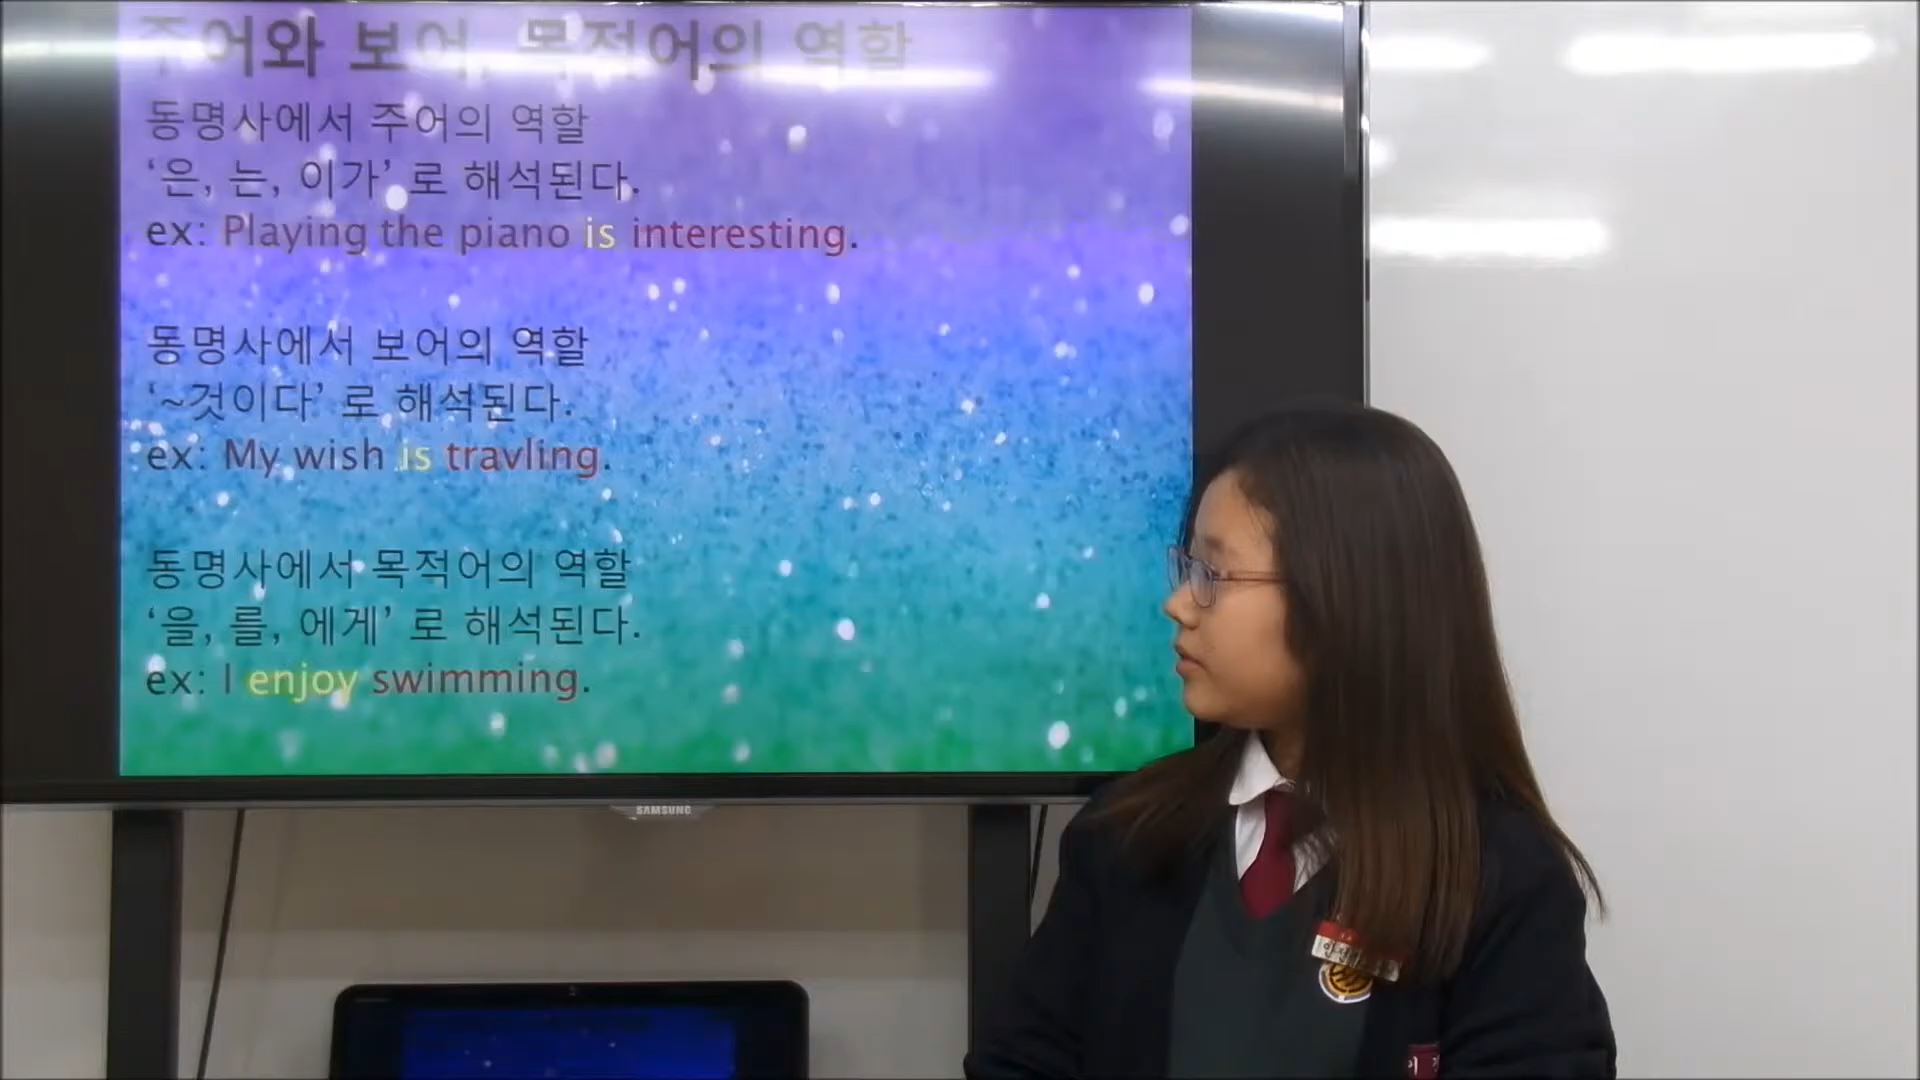 주어와 보어, 목적어의 역할
동명사에서 주어의 역할
‘은, 는, 이가’ 로 해석된다.
ex: Playing the piano is interesting.
동명사에서 보어의 역할
‘~것이다’ 로 해석된다.
ex: My wish is travling.
동명사에서 목적어의 역할
‘을, 를, 에게’ 로 해석된다.
ex: I enjoy swimming.
SAMSUNG